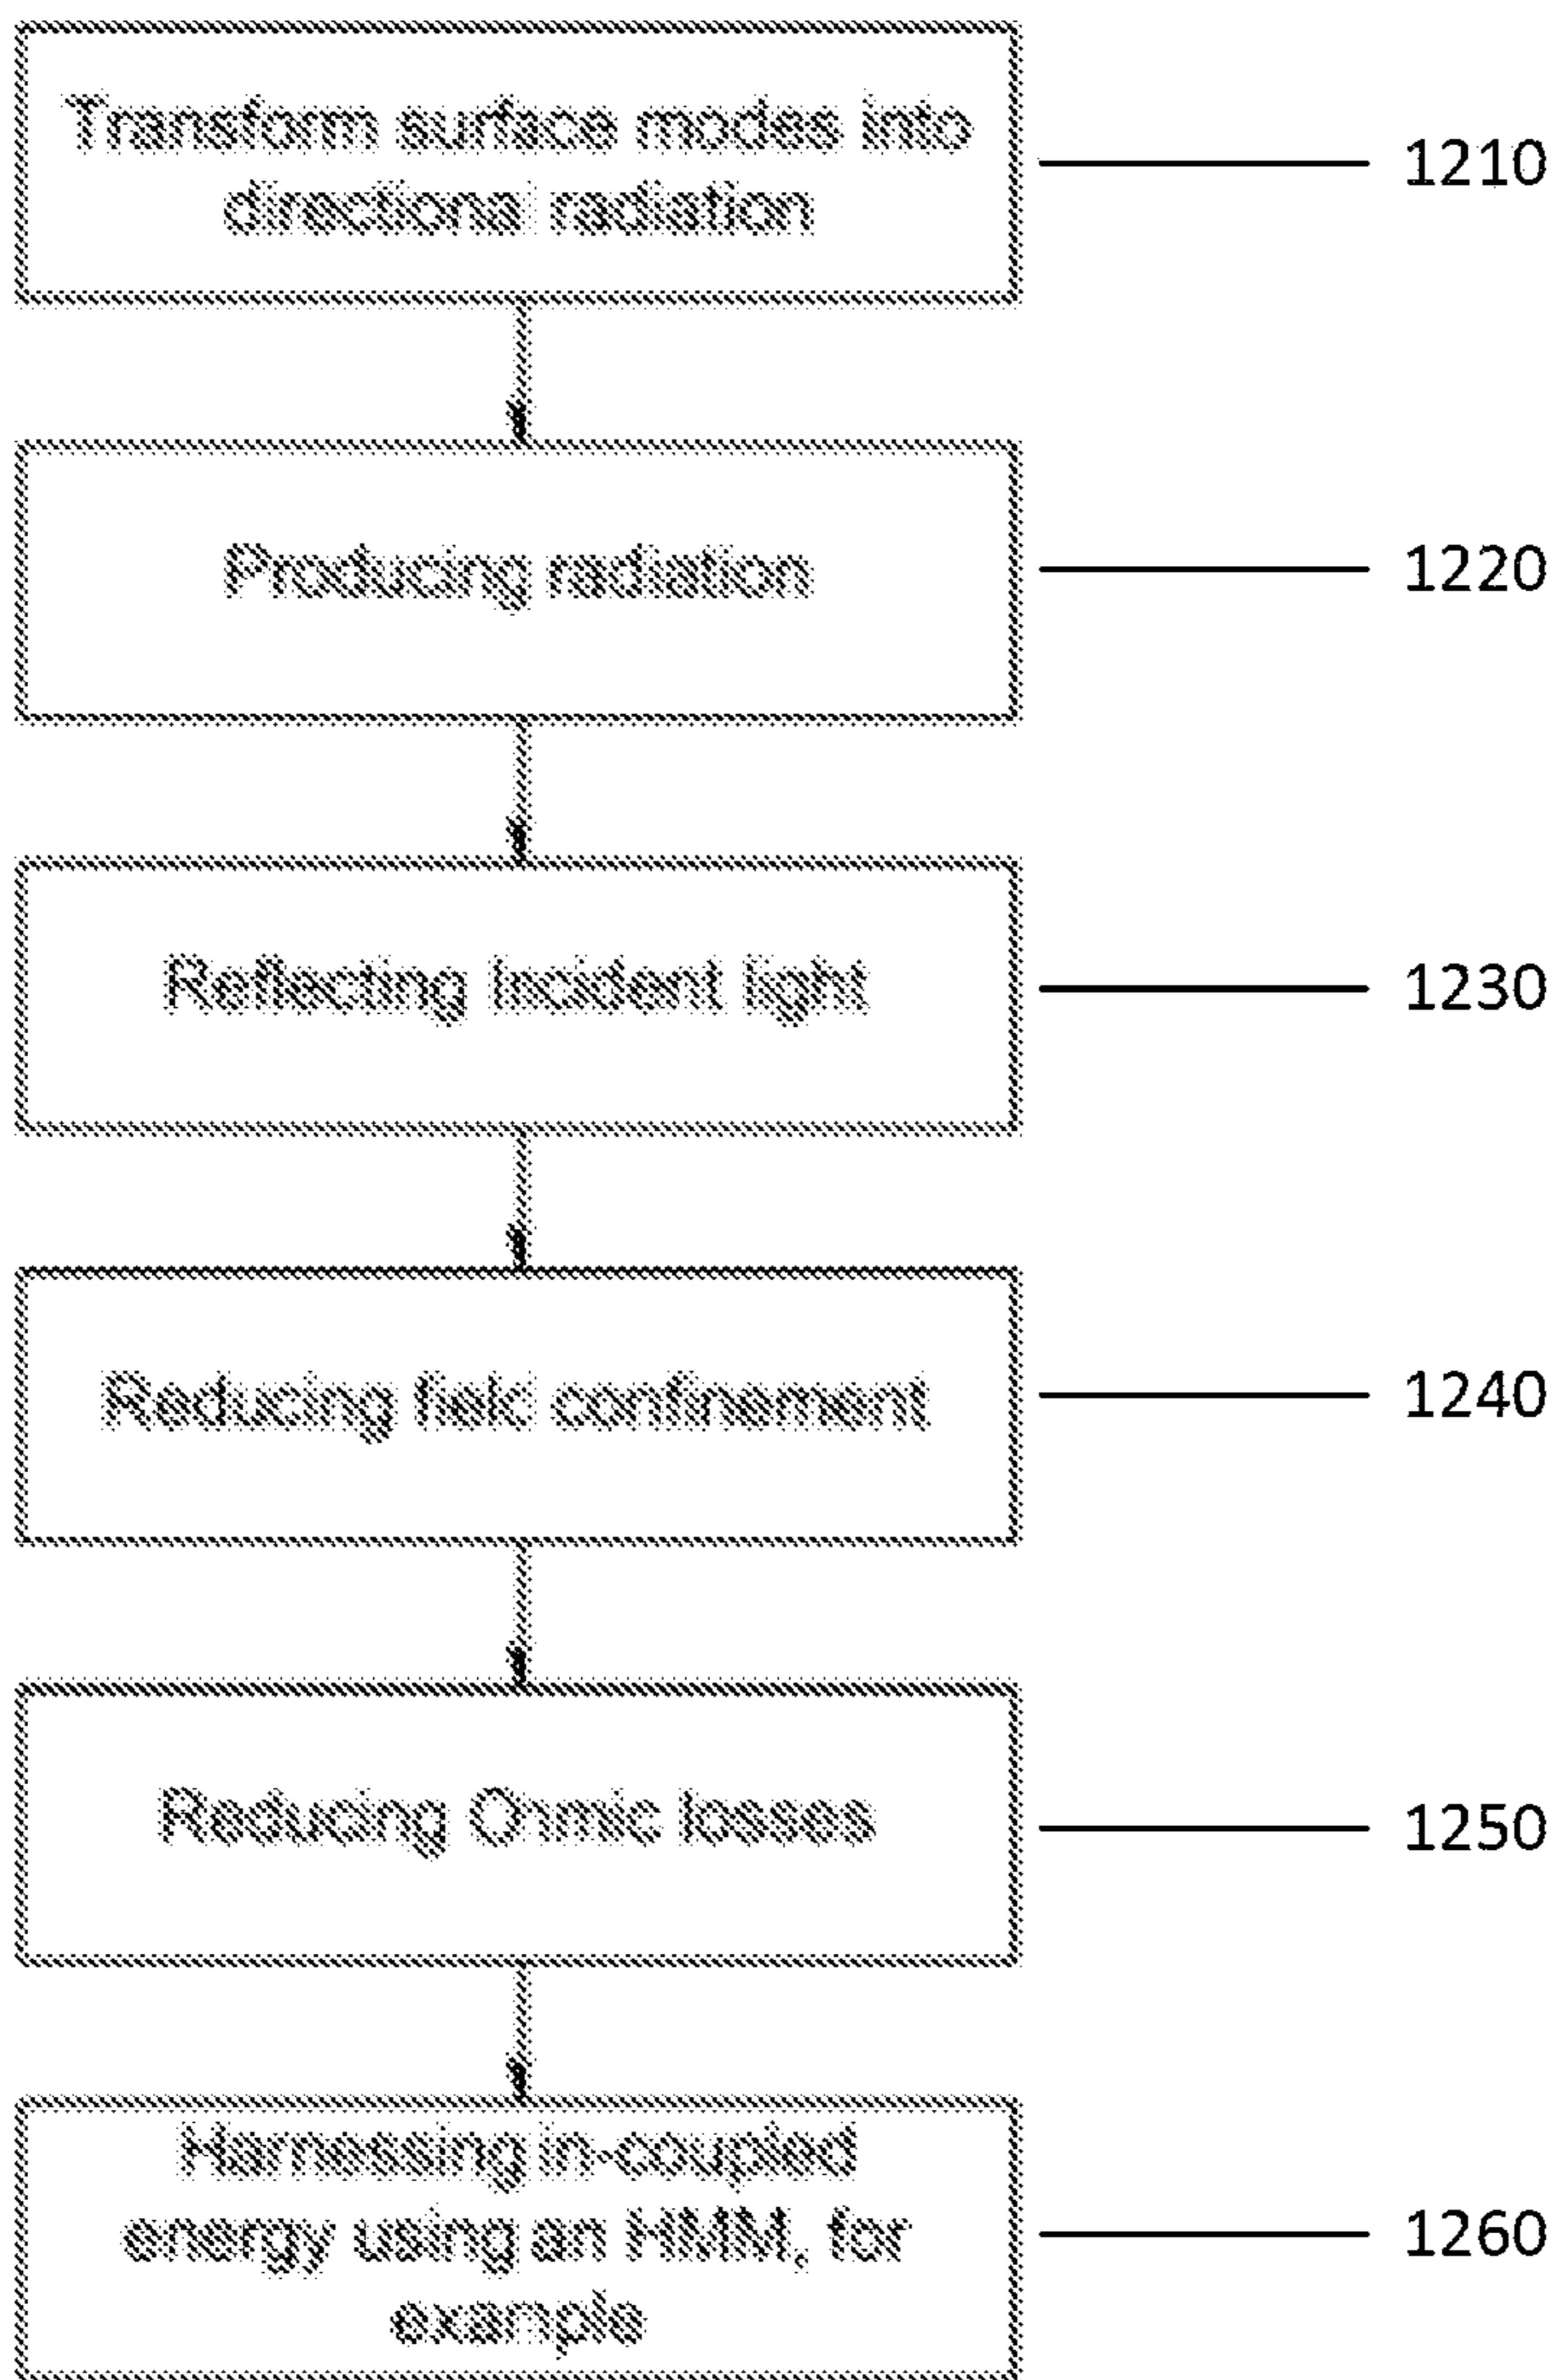 Transform surface modes into
directional radiation
1210
Producing radiation
1220
Reflecting Incident light
1230
Reducing field confinement
1240
Reducing Ohmic losses
1250
Harnessing in-coupled
energy using an HMM, for
example
1260